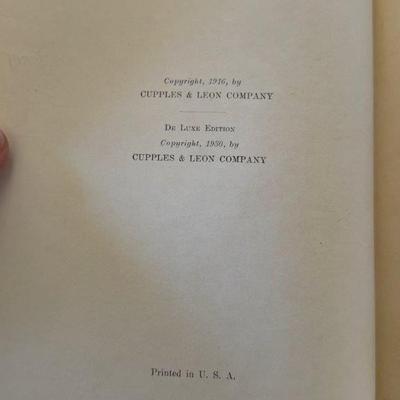 Copyright, 1916, by
CUPPLES & LEON COMPANY
De Luxe Edition
Copyright, 1930, by
CUPPLES & LEON COMPANY
Printed in U. S. A.